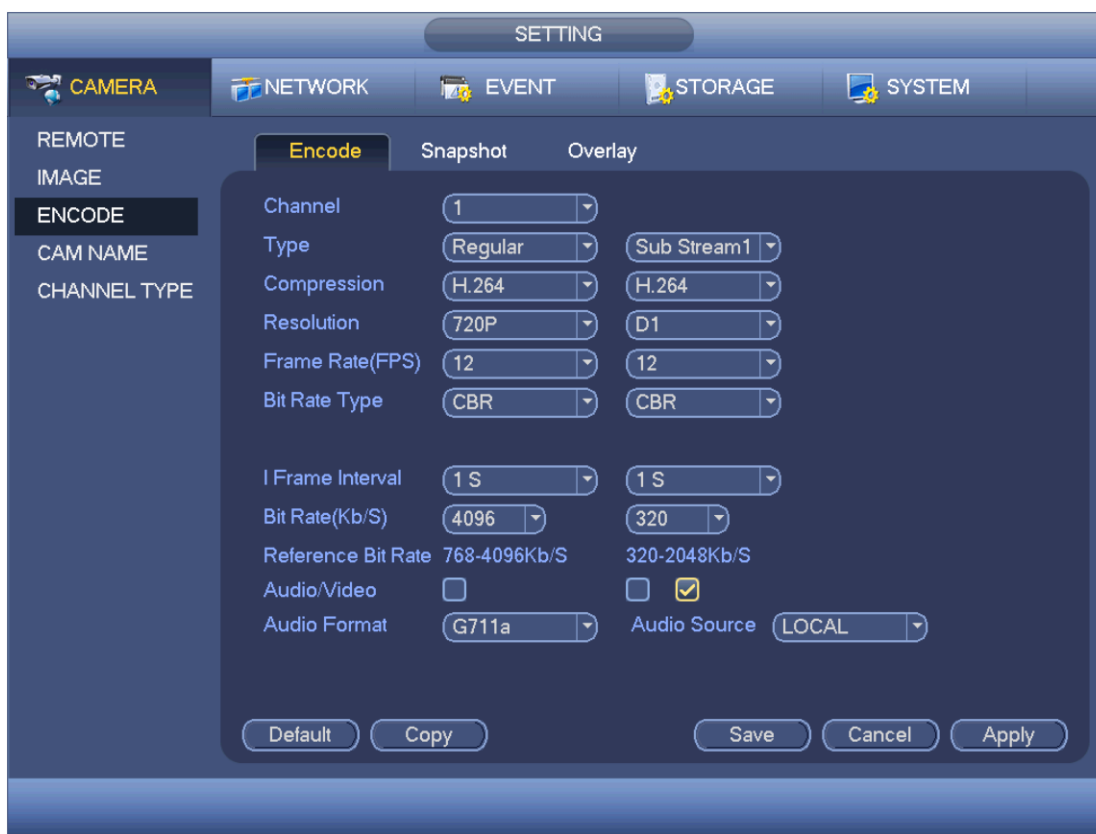 SETTING
CAMERA NETWORK EVENT STORAGE SYSTEM
REMOTE
IMAGE
ENCODE
CAM NAME
CHANNEL TYPE
Encode Snapshot Overlay
Channel 1
Type Regular Sub Stream1
Compression H.264 H.264
Resolution 720P D1
Frame Rate(FPS) 12 12
Bit Rate Type CBR CBR
I Frame Interval 1 S 1 S
Bit Rate(Kb/S) 4096 320
Reference Bit Rate 768-4096Kb/S 320-2048Kb/S
Audio/Video
Audio Format G711a Audio Source LOCAL
Default Copy Save Cancel Apply